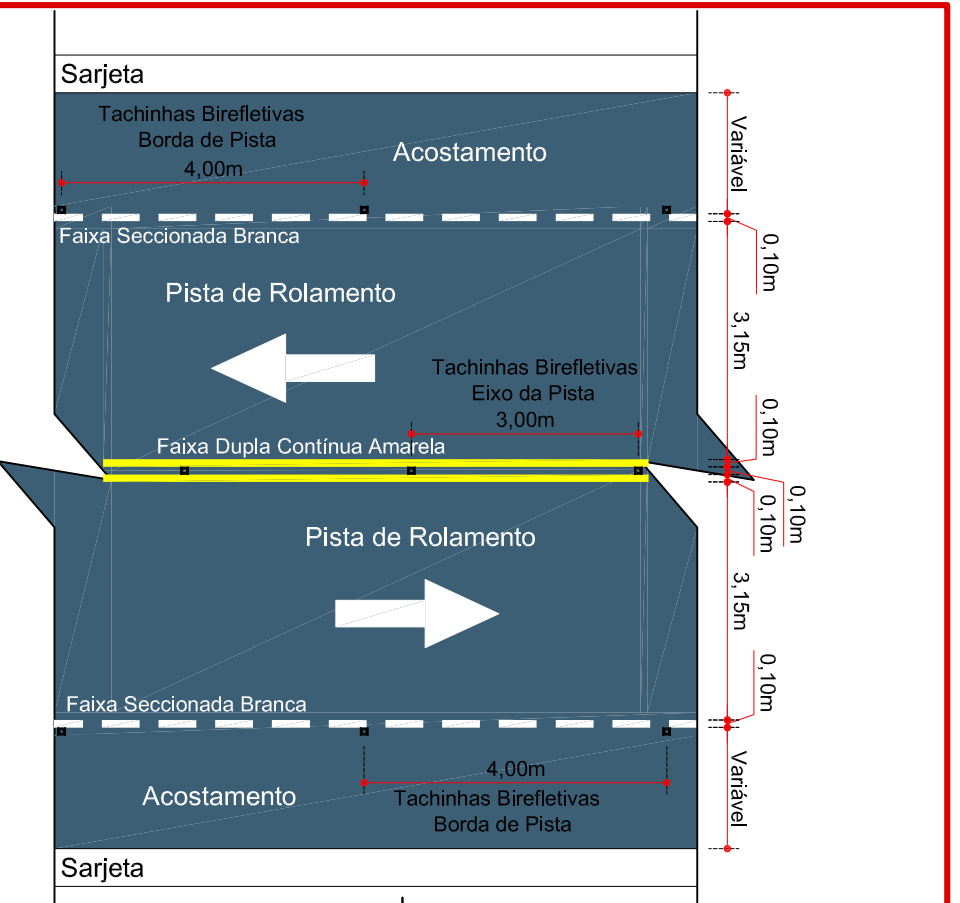 Sarjeta
Tachinhas Birefletivas
Borda de Pista
4,00m
Acostamento
Variável
Faixa Seccionada Branca
0,10m
Pista de Rolamento
3,15m
Tachinhas Birefletivas
Eixo da Pista
3,00m
0,10m
Faixa Dupla Contínua Amarela
0,10m
0,10m
Pista de Rolamento
3,15m
Faixa Seccionada Branca
0,10m
4,00m
Acostamento
Tachinhas Birefletivas
Borda de Pista
Variável
Sarjeta